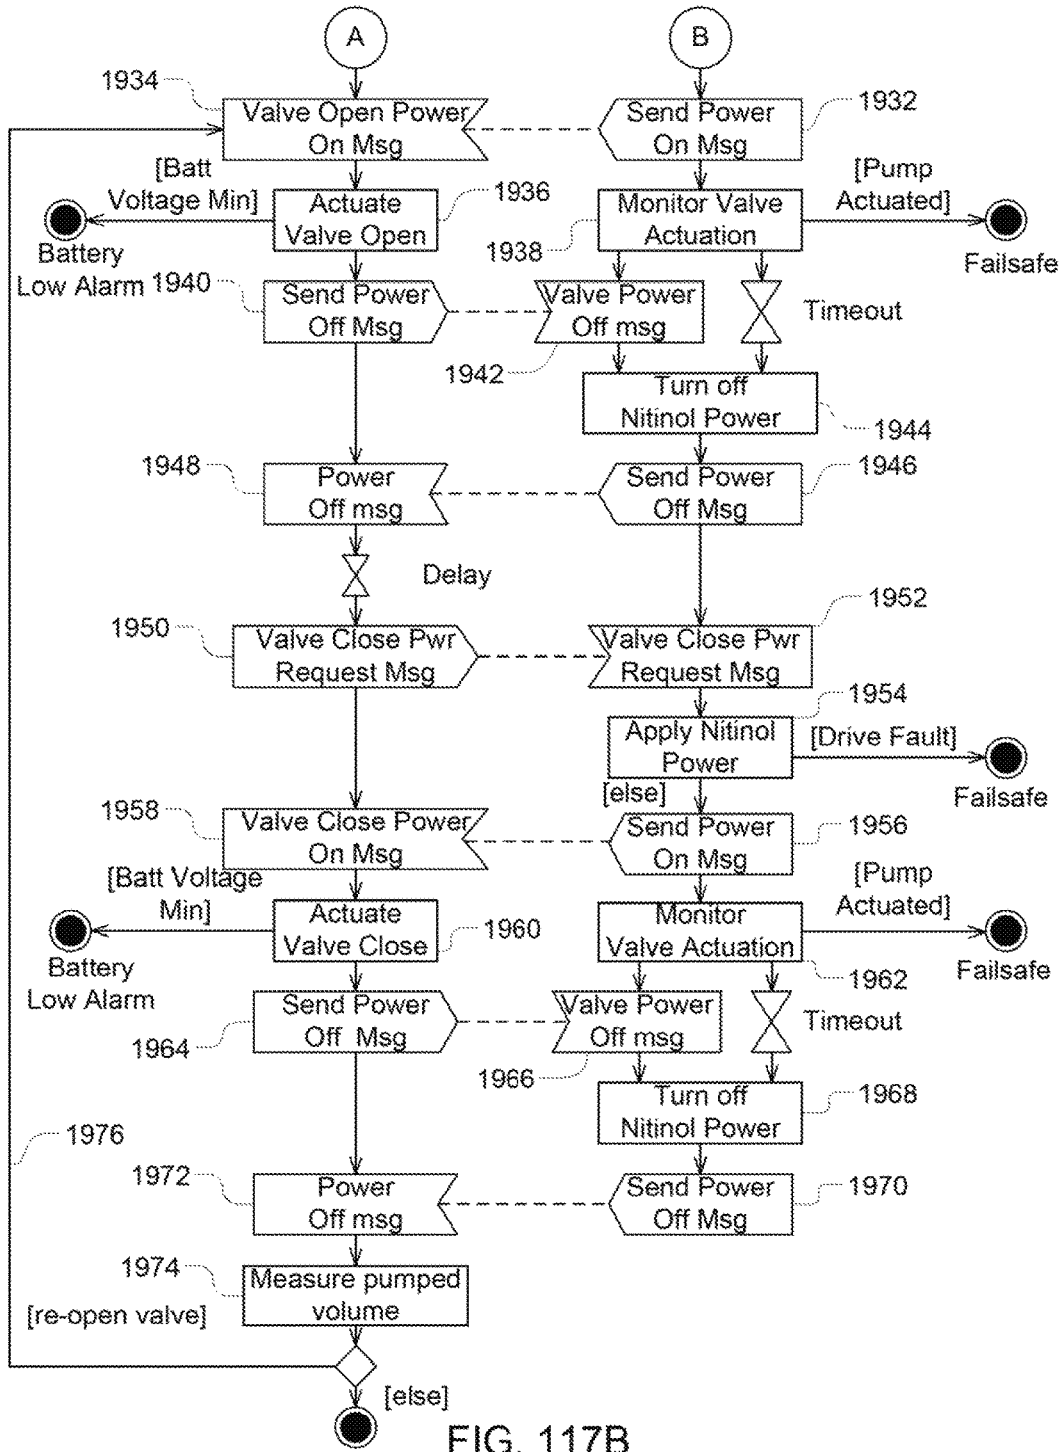 A
B
1934
Valve Open Power
On Msg
Send Power
On Msg
1932
[Batt
Voltage Min]
Actuate
Valve Open
1936
Monitor Valve
Actuation
1938
[Pump
Actuated]
Battery
Low Alarm
Failsafe
1940
Send Power
Off Msg
Valve Power
Off msg
Timeout
1942
Turn off
Nitinol Power
1944
1948
Power
Off msg
Send Power
Off Msg
1946
Delay
1950
Valve Close Pwr
Request Msg
Valve Close Pwr
Request Msg
1952
1954
Apply Nitinol
Power
[Drive Fault]
Failsafe
[else]
1958
Valve Close Power
On Msg
Send Power
On Msg
1956
[Batt Voltage
Min]
Actuate
Valve Close
1960
Monitor
Valve Actuation
[Pump
Actuated]
Battery
Low Alarm
1962
Failsafe
Send Power
Off Msg
1964
Valve Power
Off msg
Timeout
1966
Turn off
Nitinol Power
1968
1976
1972
Power
Off msg
Send Power
Off Msg
1970
1974
Measure pumped
volume
[re-open valve]
[else]
FIG. 117B